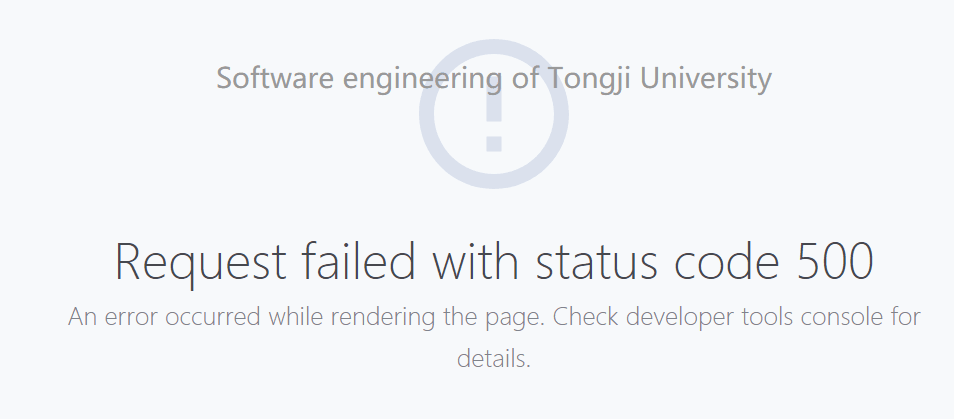 Software engineering of Tongji University
Request failed with status code 500
An error occurred while rendering the page. Check developer tools console for
details.